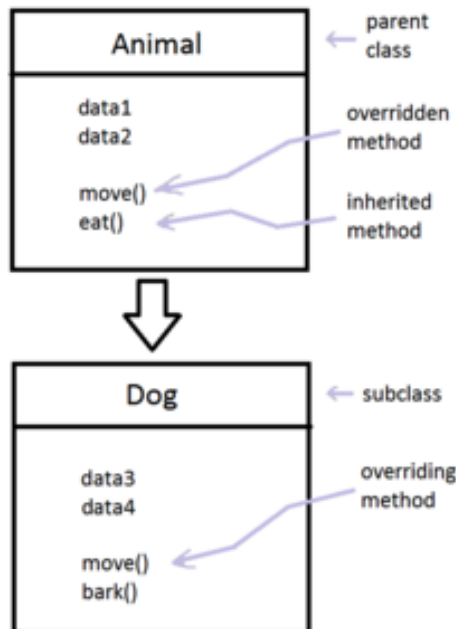 Animal
parent
class
data1
data2
overridden
method
move()
eat()
inherited
method
Dog
subclass
data3
data4
overriding
method
move()
bark()